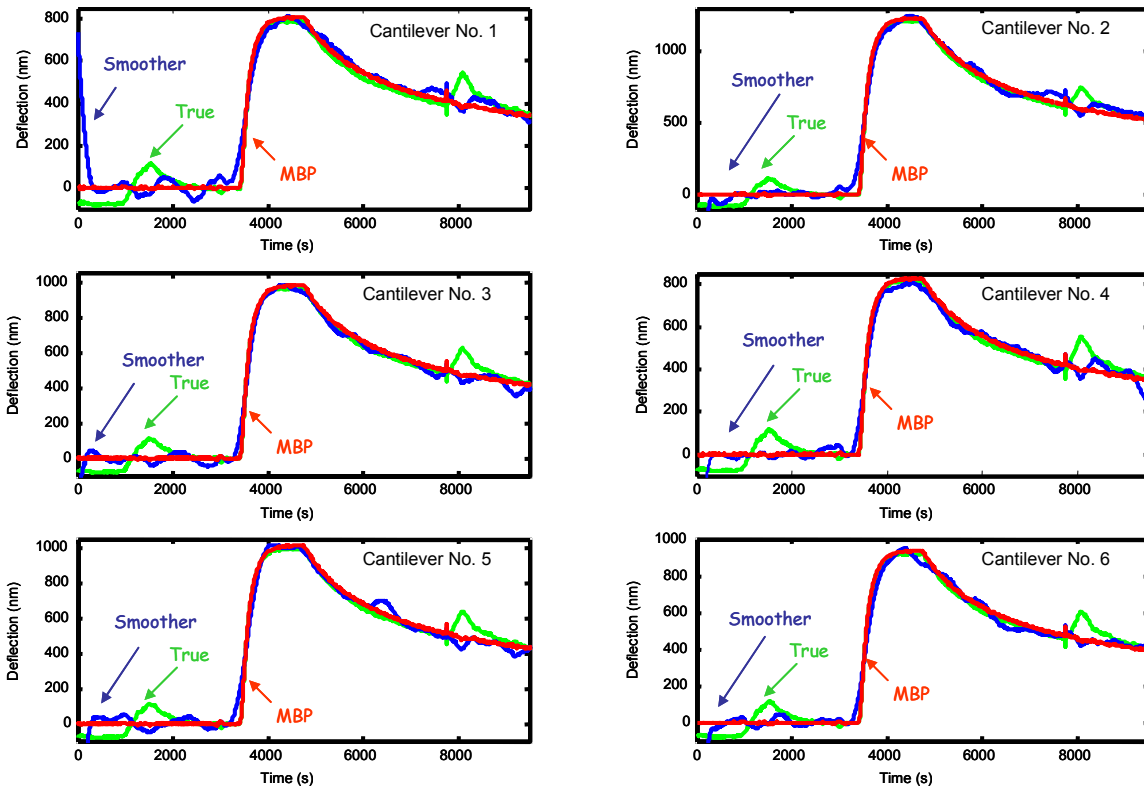 Cantilever No. 1
Smoother
True
MBP
Deflection (nm)
800
600
400
200
0
0 2000 4000 6000 8000
Time (s)
Cantilever No. 2
Smoother
True
MBP
Deflection (nm)
1000
500
0
0 2000 4000 6000 8000
Time (s)
Cantilever No. 3
Smoother
True
MBP
Deflection (nm)
1000
800
600
400
200
0
0 2000 4000 6000 8000
Time (s)
Cantilever No. 4
Smoother
True
MBP
Deflection (nm)
800
600
400
200
0
0 2000 4000 6000 8000
Time (s)
Cantilever No. 5
Smoother
True
MBP
Deflection (nm)
1000
800
600
400
200
0
0 2000 4000 6000 8000
Time (s)
Cantilever No. 6
Smoother
True
MBP
Deflection (nm)
1000
800
600
400
200
0
0 2000 4000 6000 8000
Time (s)